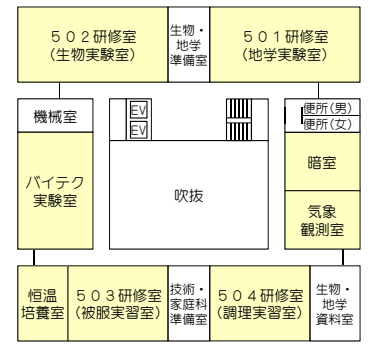 502研修室
(生物実験室)
生物・
地学
準備室
501研修室
(地学実験室)
機械室
EV
EV
便所(男)
便所(女)
バイテク
実験室
吹抜
暗室
気象
観測室
恒温
培養室
503研修室
(被服実習室)
技術・
家庭科
準備室
504研修室
(調理実習室)
生物・
地学
資料室